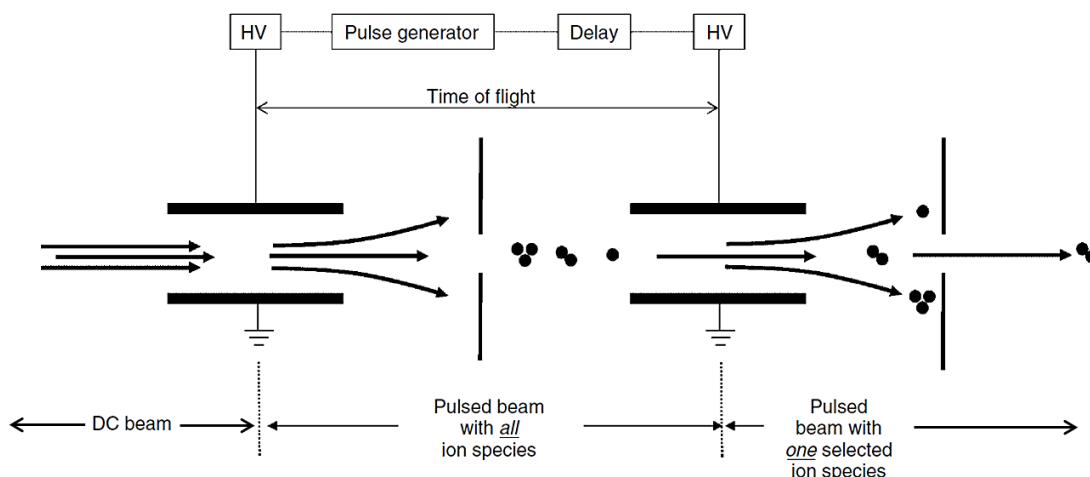 HV
Pulse generator
Delay
HV
Time of flight
DC beam
Pulsed beam
with all
ion species
Pulsed
beam with
one selected
ion species